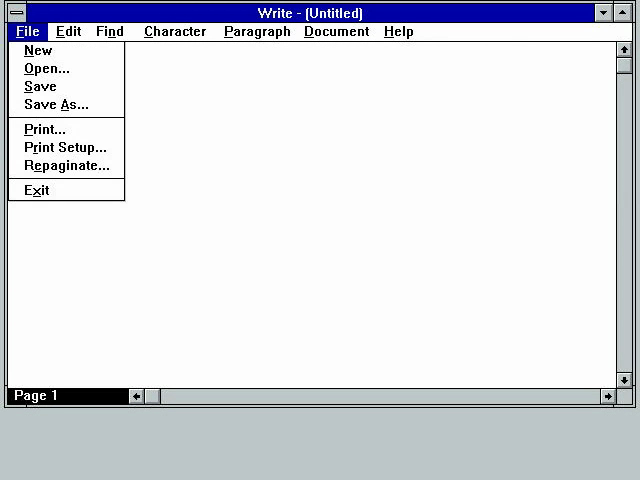 Write - (Untitled)
File Edit Find Character Paragraph Document Help
New
Open...
Save
Save As...
Print...
Print Setup...
Repaginate...
Exit
Page 1